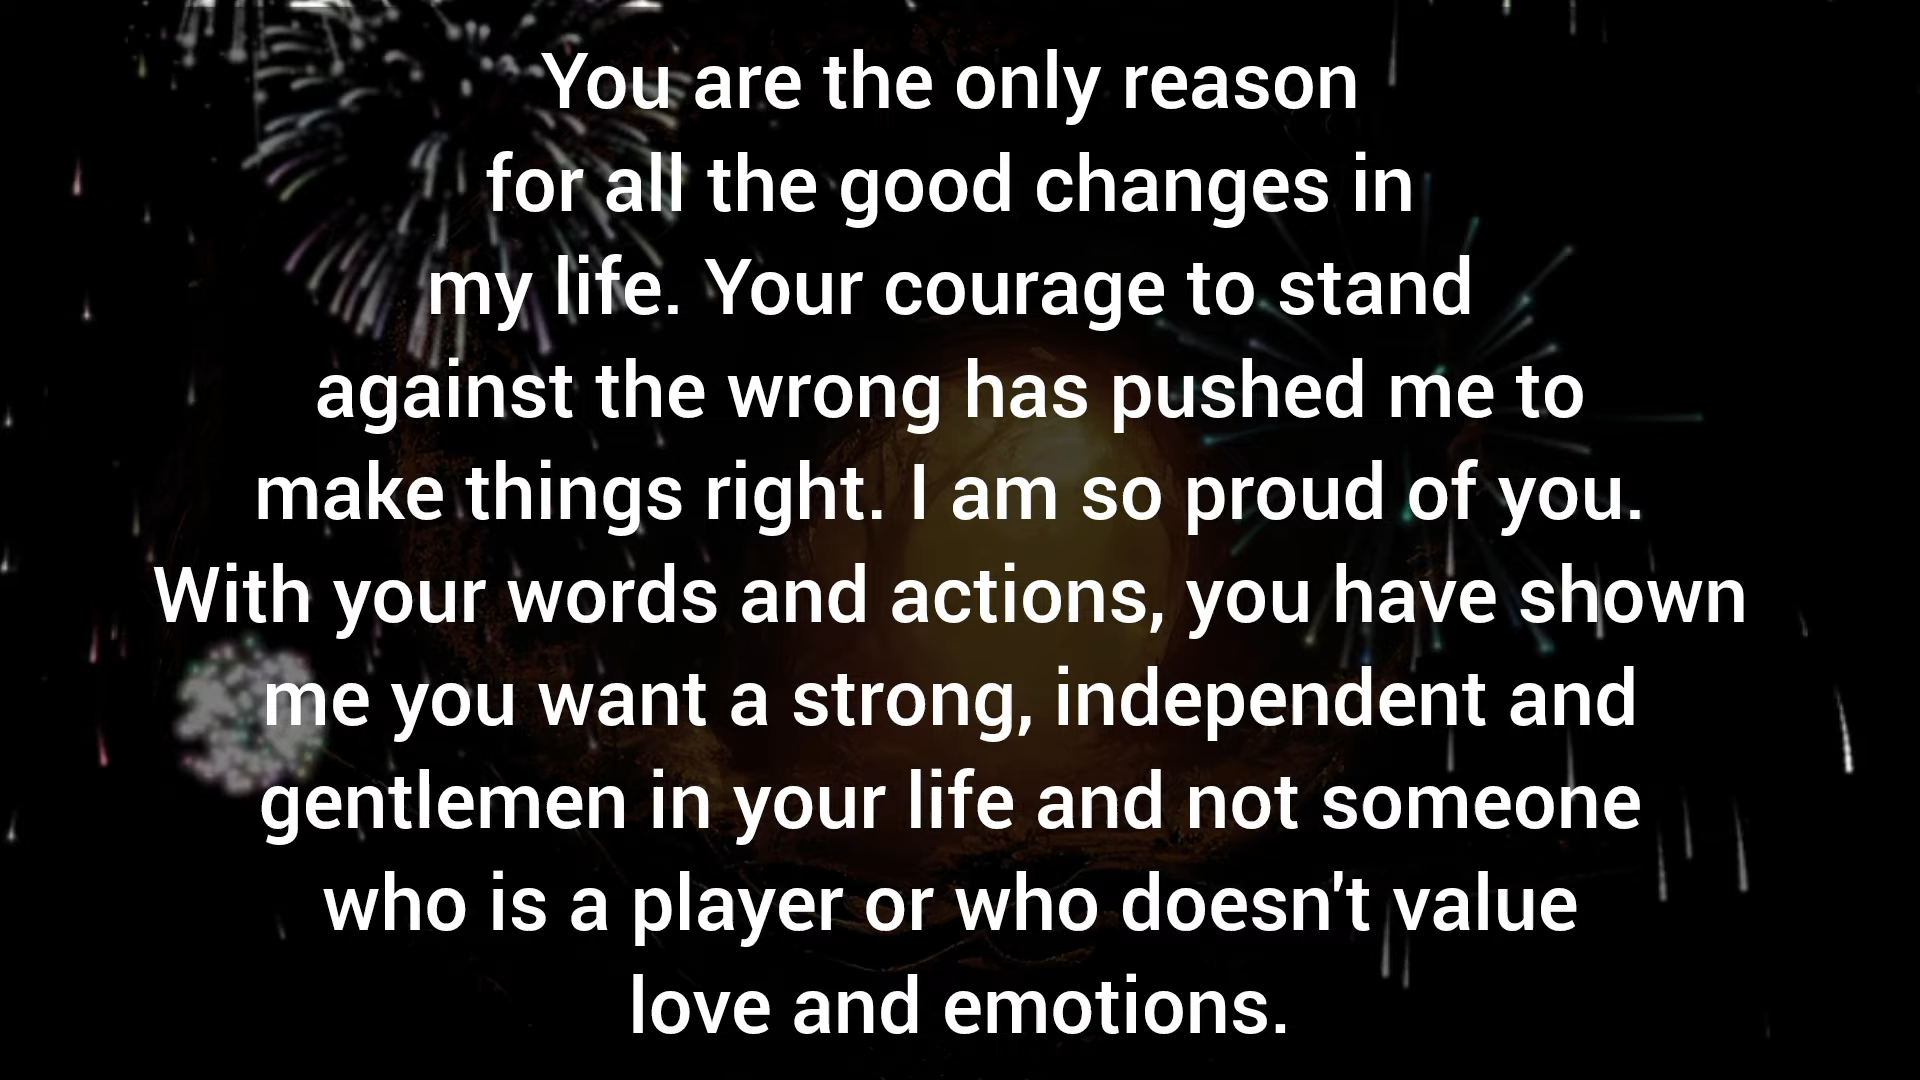 You are the only reason
for all the good changes in
my life. Your courage to stand
against the wrong has pushed me to
make things right. I am so proud of you.
With your words and actions, you have shown
me you want a strong, independent and
gentlemen in your life and not someone
who is a player or who doesn't value
love and emotions.